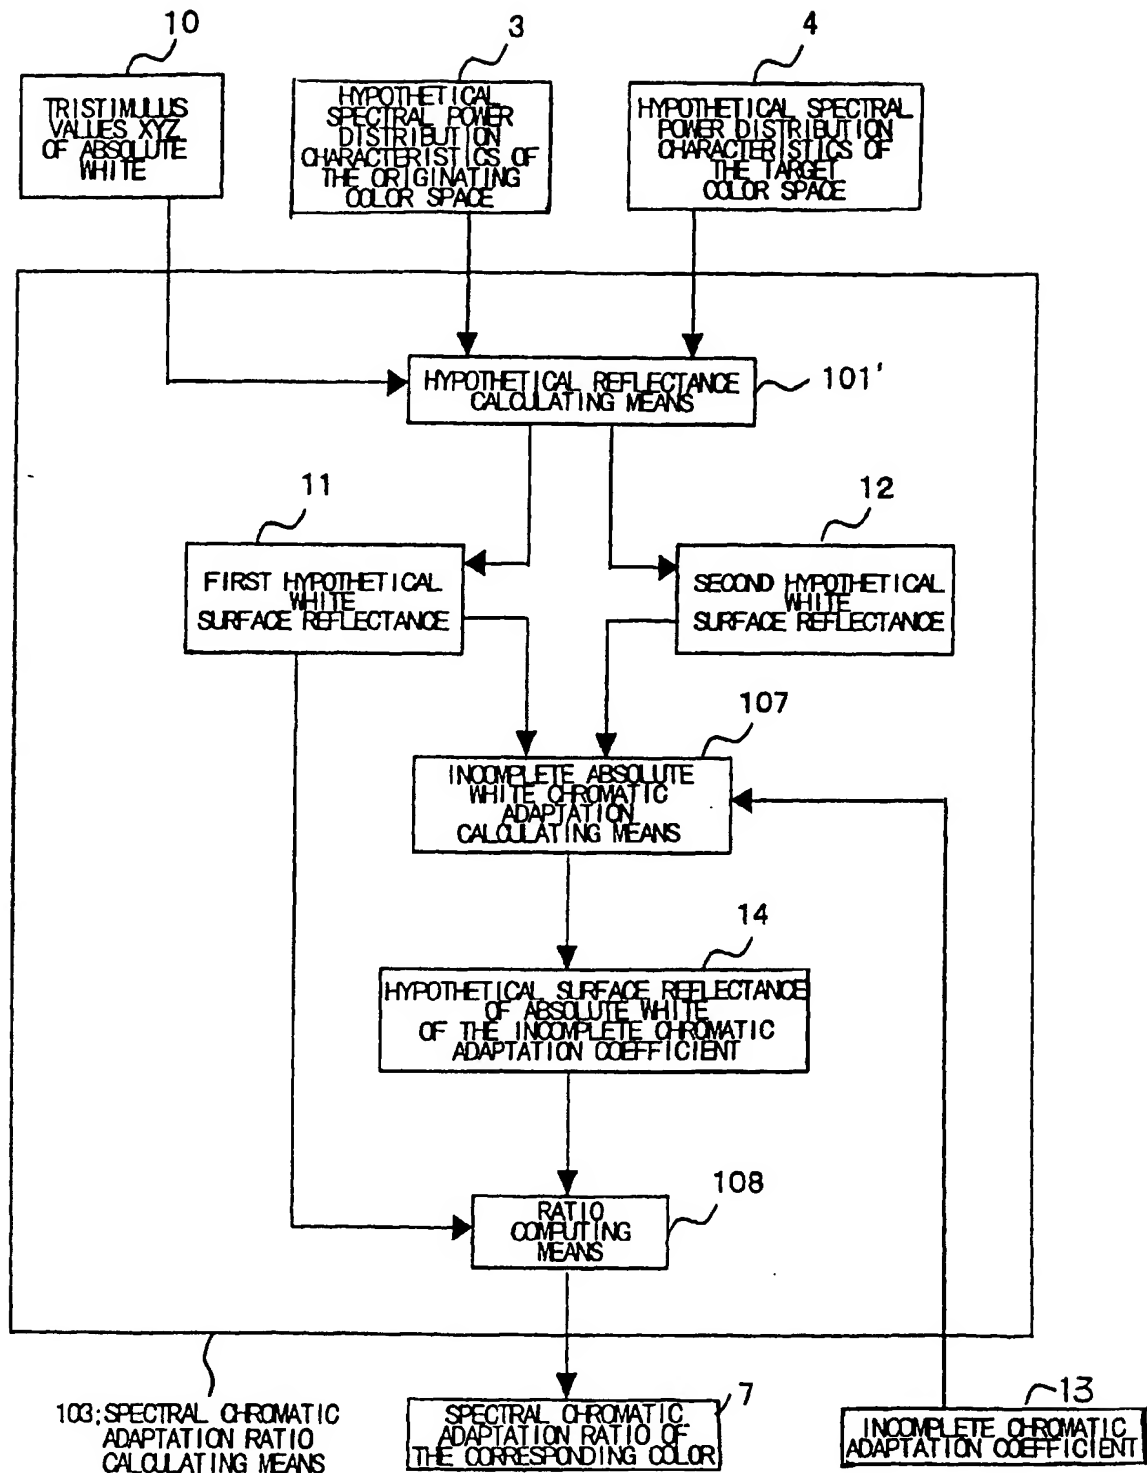 10
3
4
TRISTIMULUS
VALUES XYZ
OF ABSOLUTE
WHITE
HYPOTHETICAL
SPECTRAL POWER
DISTRIBUTION
CHARACTERISTICS OF
THE ORIGINATING
COLOR SPACE
HYPOTHETICAL SPECTRAL
POWER DISTRIBUTION
CHARACTERISTICS OF
THE TARGET
COLOR SPACE
HYPOTHETICAL REFLECTANCE
CALCULATING MEANS
101'
11
12
FIRST HYPOTHETICAL
WHITE
SURFACE REFLECTANCE
SECOND HYPOTHETICAL
WHITE
SURFACE REFLECTANCE
107
INCOMPLETE ABSOLUTE
WHITE CHROMATIC
ADAPTATION
CALCULATING MEANS
14
HYPOTHETICAL SURFACE REFLECTANCE
OF ABSOLUTE WHITE
OF THE INCOMPLETE CHROMATIC
ADAPTATION COEFFICIENT
108
RATIO
COMPUTING
MEANS
103;SPECTRAL CHROMATIC
ADAPTATION RATIO
CALCULATING MEANS
7
SPECTRAL CHROMATIC
ADAPTATION RATIO OF
THE CORRESPONDING COLOR
13
INCOMPLETE CHROMATIC
ADAPTATION COEFFICIENT